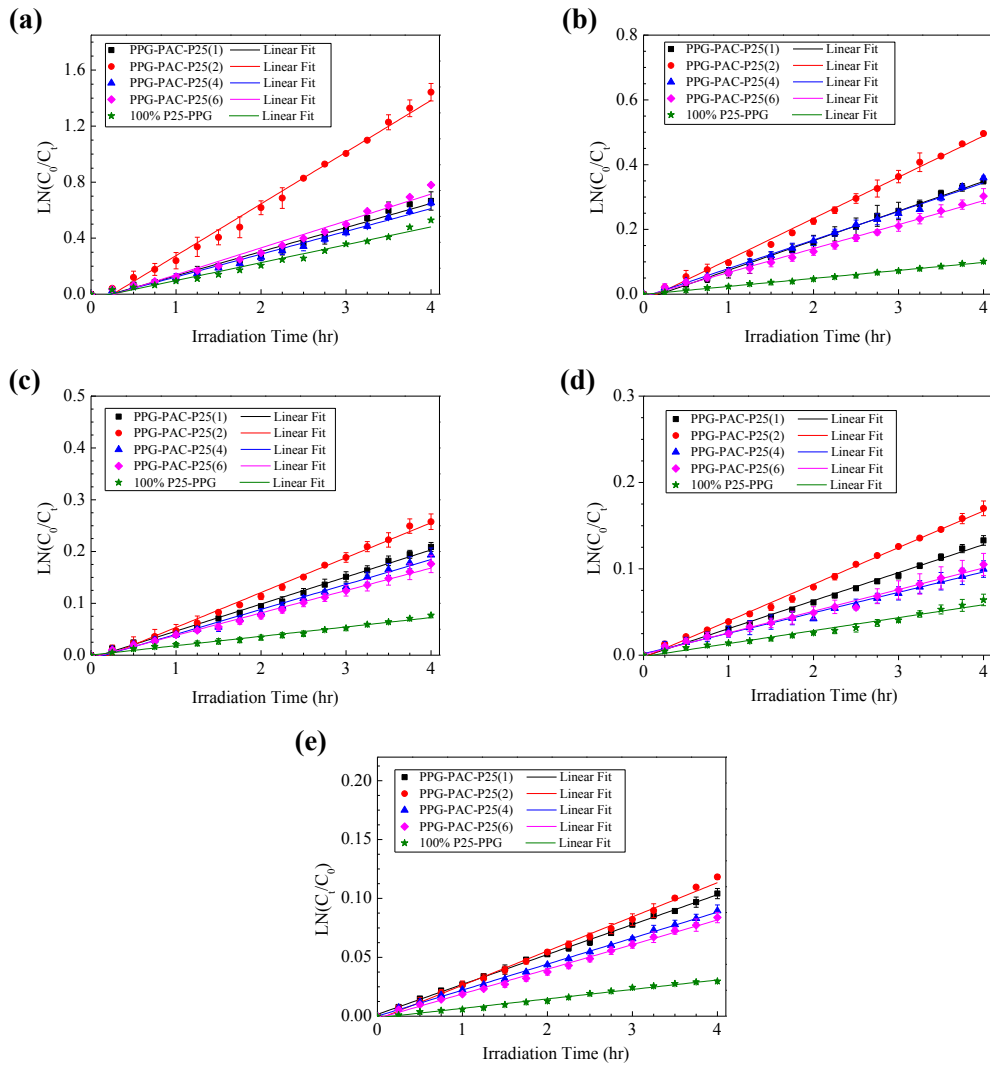 (a)
PPG-PAC-P25(1) Linear Fit
PPG-PAC-P25(2) Linear Fit
PPG-PAC-P25(4) Linear Fit
PPG-PAC-P25(6) Linear Fit
100% P25-PPG Linear Fit
LN(C0/Ct)
1.6
1.2
0.8
0.4
0.0
0 1 2 3 4
Irradiation Time (hr)
(b)
PPG-PAC-P25(1) Linear Fit
PPG-PAC-P25(2) Linear Fit
PPG-PAC-P25(4) Linear Fit
PPG-PAC-P25(6) Linear Fit
100% P25-PPG Linear Fit
LN(C0/Ct)
0.8
0.6
0.4
0.2
0.0
0 1 2 3 4
Irradiation Time (hr)
(c)
PPG-PAC-P25(1) Linear Fit
PPG-PAC-P25(2) Linear Fit
PPG-PAC-P25(4) Linear Fit
PPG-PAC-P25(6) Linear Fit
100% P25-PPG Linear Fit
LN(C0/Ct)
0.5
0.4
0.3
0.2
0.1
0.0
0 1 2 3 4
Irradiation Time (hr)
(d)
PPG-PAC-P25(1) Linear Fit
PPG-PAC-P25(2) Linear Fit
PPG-PAC-P25(4) Linear Fit
PPG-PAC-P25(6) Linear Fit
100% P25-PPG Linear Fit
LN(C0/Ct)
0.3
0.2
0.1
0.0
0 1 2 3 4
Irradiation Time (hr)
(e)
PPG-PAC-P25(1) Linear Fit
PPG-PAC-P25(2) Linear Fit
PPG-PAC-P25(4) Linear Fit
PPG-PAC-P25(6) Linear Fit
100% P25-PPG Linear Fit
LN(Ct/C0)
0.20
0.15
0.10
0.05
0.00
0 1 2 3 4
Irradiation Time (hr)